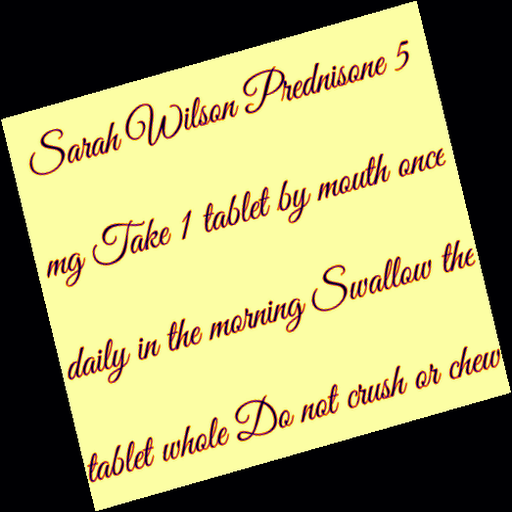 Sarah Wilson Prednisone 5
mg Take 1 tablet by mouth once
daily in the morning Swallow the
tablet whole Do not crush or chew